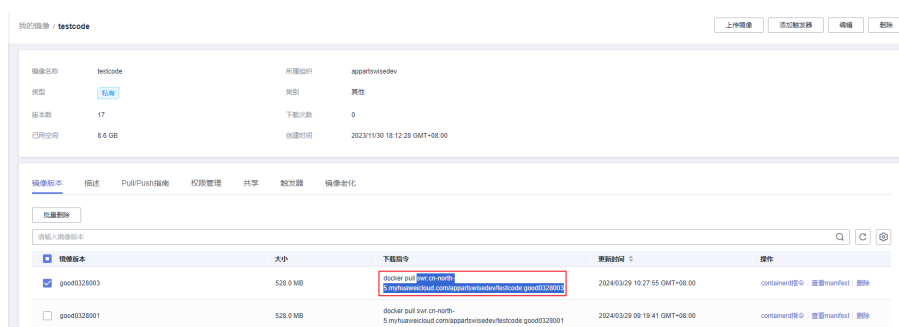 我的镜像 / testcode
上传镜像 添加触发器 编辑 删除
镜像名称 testcode 所属组织 appartswisedev
类型 私有 类别 其他
版本数 17 下载次数 0
已用空间 8.6 GB 创建时间 2023/11/30 18:12:28 GMT+08:00
镜像版本 描述 Pull/Push指南 权限管理 共享 触发器 镜像老化
批量删除
请输入镜像版本
镜像版本 大小 下载指令 更新时间 操作
good0328003 528.0 MB docker pull swr.cn-north-
5.myhuaweicloud.com/appartswisedev/testcode:good0328003 2024/03/29 10:27:55 GMT+08:00 containerd指令 查看manifest 删除
good0328001 528.0 MB docker pull swr.cn-north-
5.myhuaweicloud.com/appartswisedev/testcode:good0328001 2024/03/29 09:19:41 GMT+08:00 containerd指令 查看manifest 删除